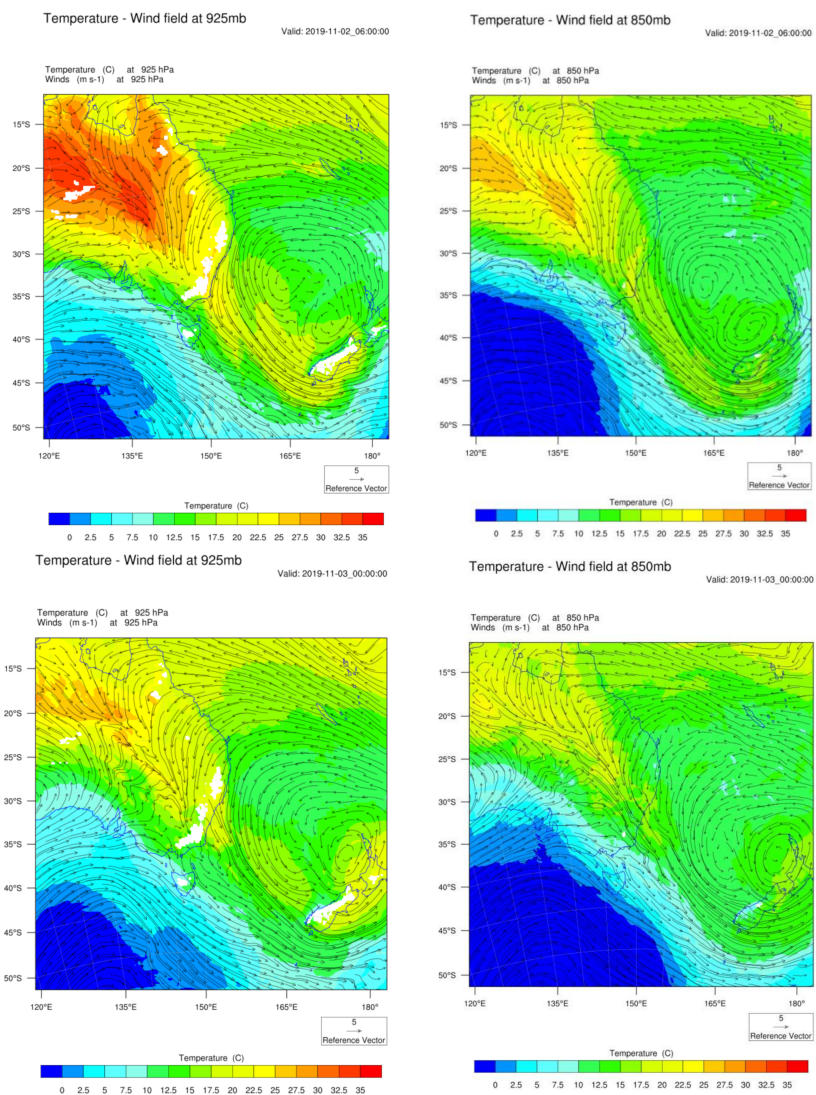 Temperature - Wind field at 925mb
Valid: 2019-11-02_06:00:00
Temperature (C) at 925 hPa
Winds (m s-1) at 925 hPa
15°S
20°S
25°S
30°S
35°S
40°S
45°S
50°S
120°E 135°E 150°E 165°E 180°
5
Reference Vector
Temperature (C)
0 2.5 5 7.5 10 12.5 15 17.5 20 22.5 25 27.5 30 32.5 35
Temperature - Wind field at 850mb
Valid: 2019-11-02_06:00:00
Temperature (C) at 850 hPa
Winds (m s-1) at 850 hPa
15°S
20°S
25°S
30°S
35°S
40°S
45°S
50°S
120°E 135°E 150°E 165°E 180°
5
Reference Vector
Temperature (C)
0 2.5 5 7.5 10 12.5 15 17.5 20 22.5 25 27.5 30 32.5 35
Temperature - Wind field at 925mb
Valid: 2019-11-03_00:00:00
Temperature (C) at 925 hPa
Winds (m s-1) at 925 hPa
15°S
20°S
25°S
30°S
35°S
40°S
45°S
50°S
120°E 135°E 150°E 165°E 180°
5
Reference Vector
Temperature (C)
0 2.5 5 7.5 10 12.5 15 17.5 20 22.5 25 27.5 30 32.5 35
Temperature - Wind field at 850mb
Valid: 2019-11-03_00:00:00
Temperature (C) at 850 hPa
Winds (m s-1) at 850 hPa
15°S
20°S
25°S
30°S
35°S
40°S
45°S
50°S
120°E 135°E 150°E 165°E 180°
5
Reference Vector
Temperature (C)
0 2.5 5 7.5 10 12.5 15 17.5 20 22.5 25 27.5 30 32.5 35